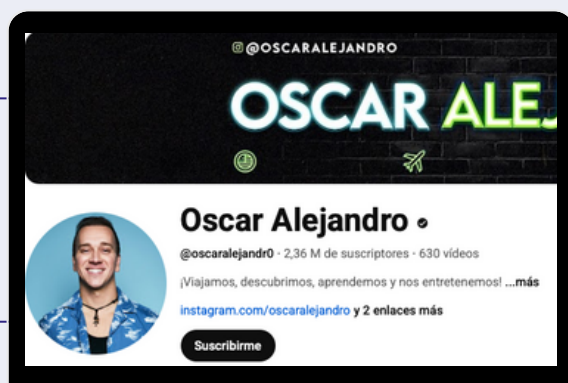 @OSCARALEJANDRO
OSCAR ALE
Oscar Alejandro
@oscaralejandr0 · 2,36 M de suscriptores · 630 vídeos
¡Viajamos, descubrimos, aprendemos y nos entretenemos! ...más
instagram.com/oscaralejandro y 2 enlaces más
Suscribirme